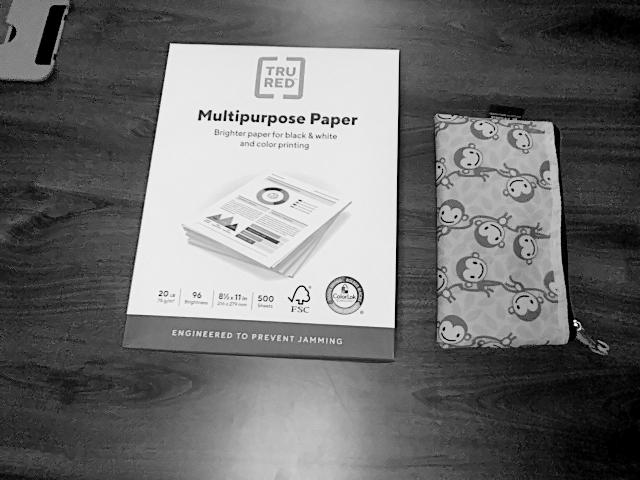 TRU
RED™
Multipurpose Paper
Brighter paper for black & white
and color printing
20 LB
75 g/m²
96
Brightness
8½ x 11 in
216 x 279 mm
500
Sheets
FSC
ColorLok
®
ENGINEERED TO PREVENT JAMMING